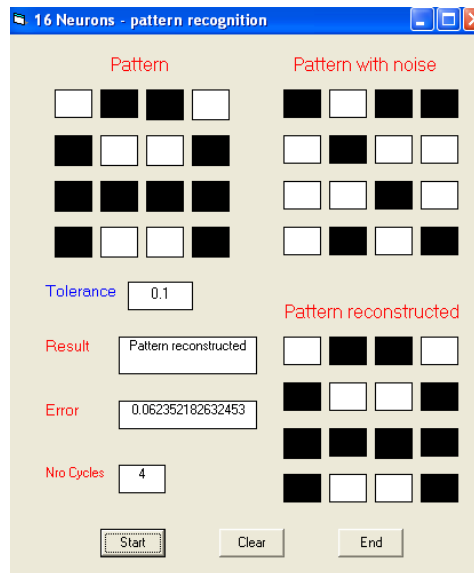 16 Neurons - pattern recognition
Pattern
Pattern with noise
Tolerance 0.1
Pattern reconstructed
Result Pattern reconstructed
Error 0.062352182632453
Nro Cycles 4
Start Clear End